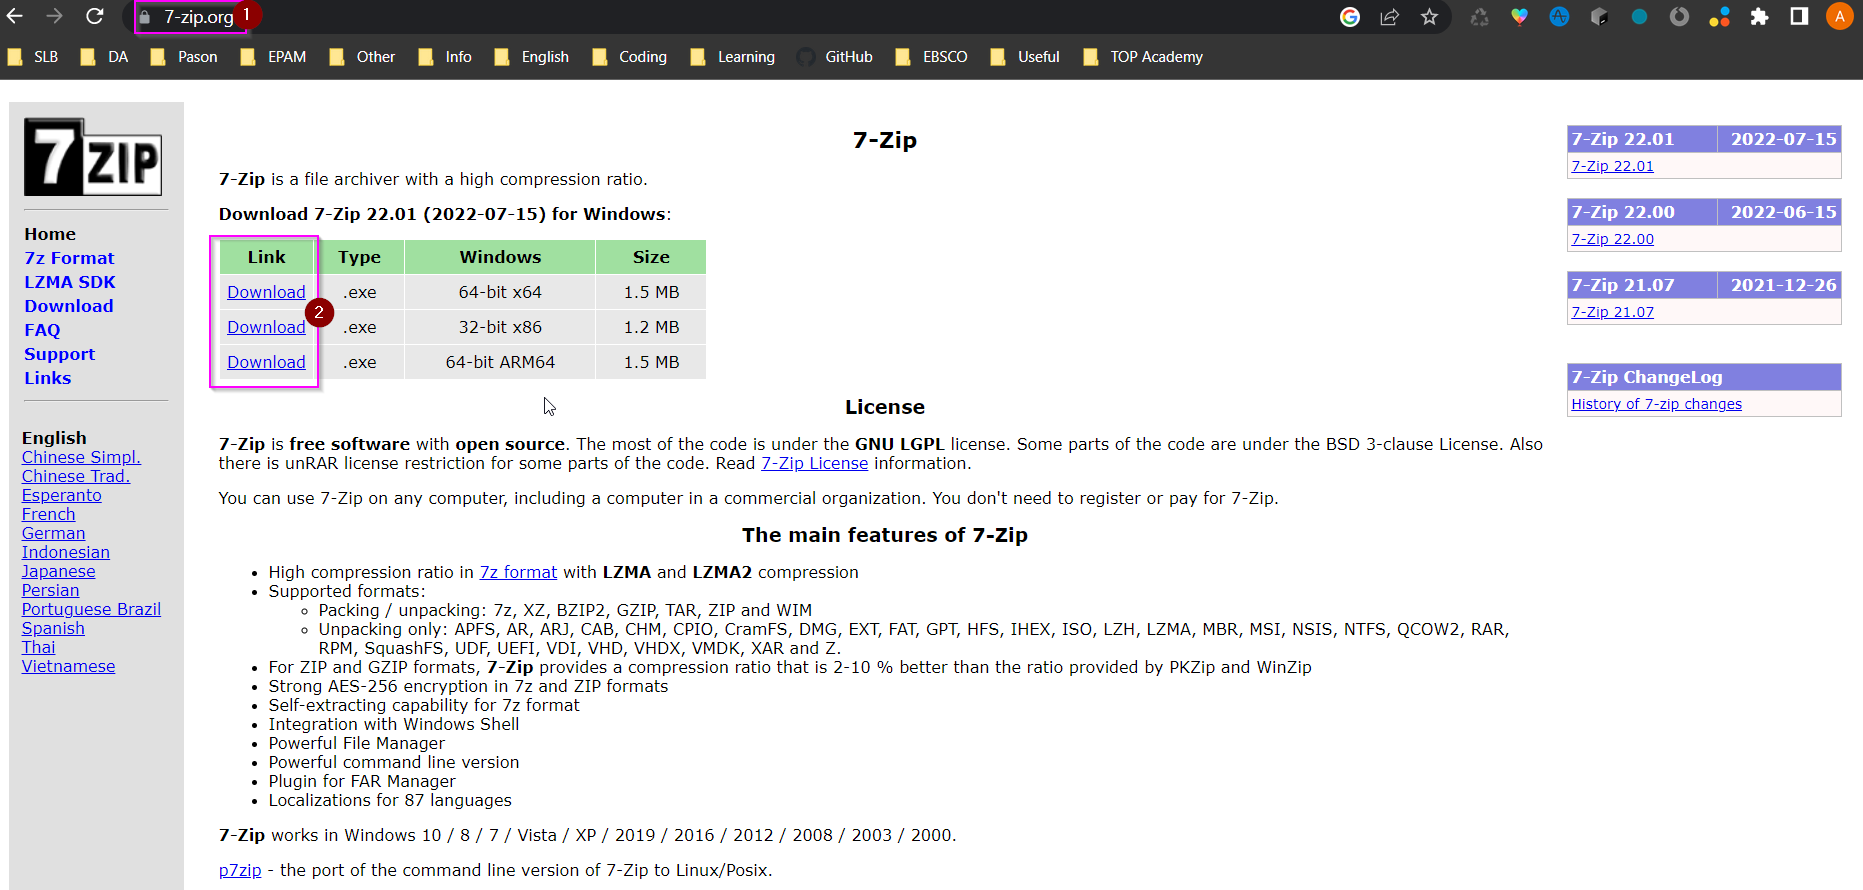 7-zip.org
1
A
SLB DA Pason EPAM Other Info English Coding Learning GitHub EBSCO Useful TOP Academy
7ZIP
Home
7z Format
LZMA SDK
Download
FAQ
Support
Links
English
Chinese Simpl.
Chinese Trad.
Esperanto
French
German
Indonesian
Japanese
Persian
Portuguese Brazil
Spanish
Thai
Vietnamese
7-Zip
7-Zip is a file archiver with a high compression ratio.
Download 7-Zip 22.01 (2022-07-15) for Windows:
Link Type Windows Size
Download .exe 64-bit x64 1.5 MB
2
Download .exe 32-bit x86 1.2 MB
Download .exe 64-bit ARM64 1.5 MB
License
7-Zip is free software with open source. The most of the code is under the GNU LGPL license. Some parts of the code are under the BSD 3-clause License. Also
there is unRAR license restriction for some parts of the code. Read 7-Zip License information.
You can use 7-Zip on any computer, including a computer in a commercial organization. You don't need to register or pay for 7-Zip.
The main features of 7-Zip
• High compression ratio in 7z format with LZMA and LZMA2 compression
• Supported formats:
◦ Packing / unpacking: 7z, XZ, BZIP2, GZIP, TAR, ZIP and WIM
◦ Unpacking only: APFS, AR, ARJ, CAB, CHM, CPIO, CramFS, DMG, EXT, FAT, GPT, HFS, IHEX, ISO, LZH, LZMA, MBR, MSI, NSIS, NTFS, QCOW2, RAR,
RPM, SquashFS, UDF, UEFI, VDI, VHD, VHDX, VMDK, XAR and Z.
• For ZIP and GZIP formats, 7-Zip provides a compression ratio that is 2-10 % better than the ratio provided by PKZip and WinZip
• Strong AES-256 encryption in 7z and ZIP formats
• Self-extracting capability for 7z format
• Integration with Windows Shell
• Powerful File Manager
• Powerful command line version
• Plugin for FAR Manager
• Localizations for 87 languages
7-Zip works in Windows 10 / 8 / 7 / Vista / XP / 2019 / 2016 / 2012 / 2008 / 2003 / 2000.
p7zip - the port of the command line version of 7-Zip to Linux/Posix.
7-Zip 22.01 2022-07-15
7-Zip 22.01
7-Zip 22.00 2022-06-15
7-Zip 22.00
7-Zip 21.07 2021-12-26
7-Zip 21.07
7-Zip ChangeLog
History of 7-zip changes